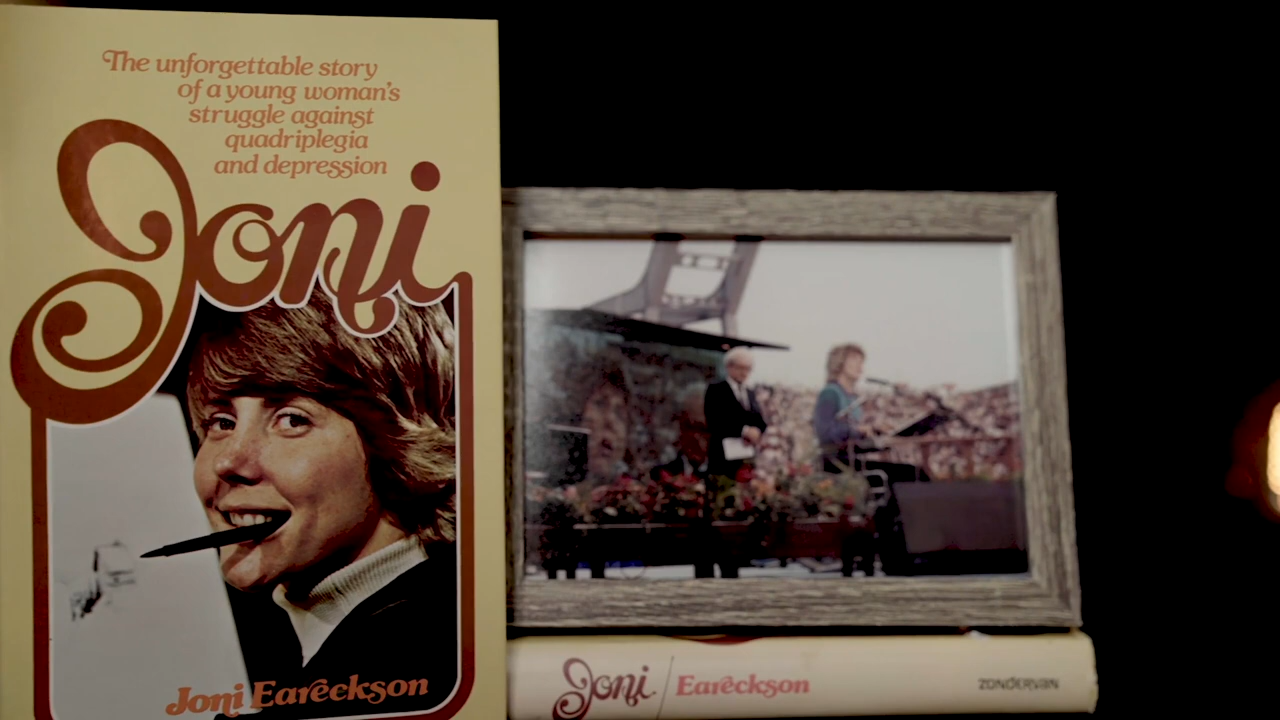 The unforgettable story
of a young woman's
struggle against
quadriplegia
and depression
Joni
Joni Eareckson
Joni / Eareckson ZONDERVAN